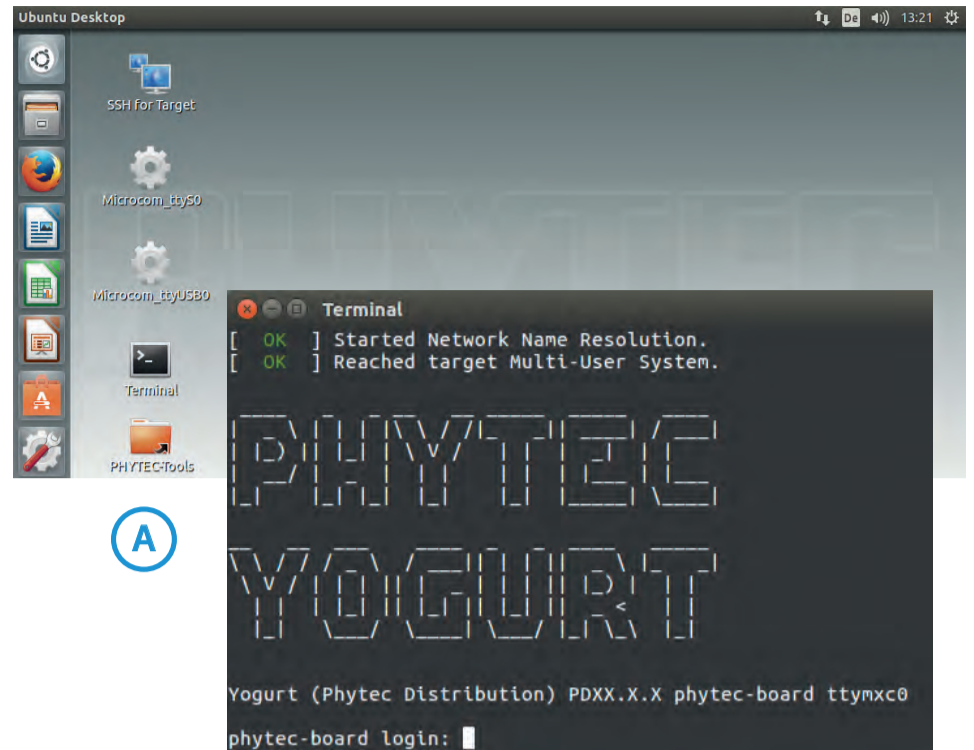 Ubuntu Desktop
De
13:21
SSH for Target
Microcom_ttyS0
Microcom_ttyUSB0
Terminal
PHYTEC-Tools
PHYTEC
A
Terminal
[  OK  ] Started Network Name Resolution.
[  OK  ] Reached target Multi-User System.
PHYTEC
YOGURT
Yogurt (Phytec Distribution) PDXX.X.X phytec-board ttymxc0
phytec-board login: